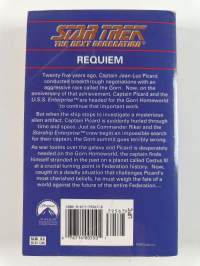 STAR TREK
THE NEXT GENERATION
REQUIEM
Twenty five years ago, Captain Jean-Luc Picard
conducted breakthrough negotiations with an
aggressive race called the Gorn. Now, on the
anniversary of that achievement, Captain Picard and the
U.S.S. Enterprise™ are headed for the Gorn Homeworld
to continue that important work.
But when the ship stops to investigate a mysterious
alien artifact, Captain Picard is suddenly hurled through
time and space. Just as Commander Riker and the
Starship Enterprise™ crew begin an impossible search
for their captain, the Gorn summit goes terribly wrong.
As war looms over the galaxy and Picard is desperately
needed on the Gorn Homeworld, the captain finds
himself stranded in the past on a planet called Cestus III
at a crucial turning point in Federation history. Now,
caught in a deadly situation that challenges Picard's
most cherished beliefs, he must weigh the fate of a
world against the future of the entire Federation...